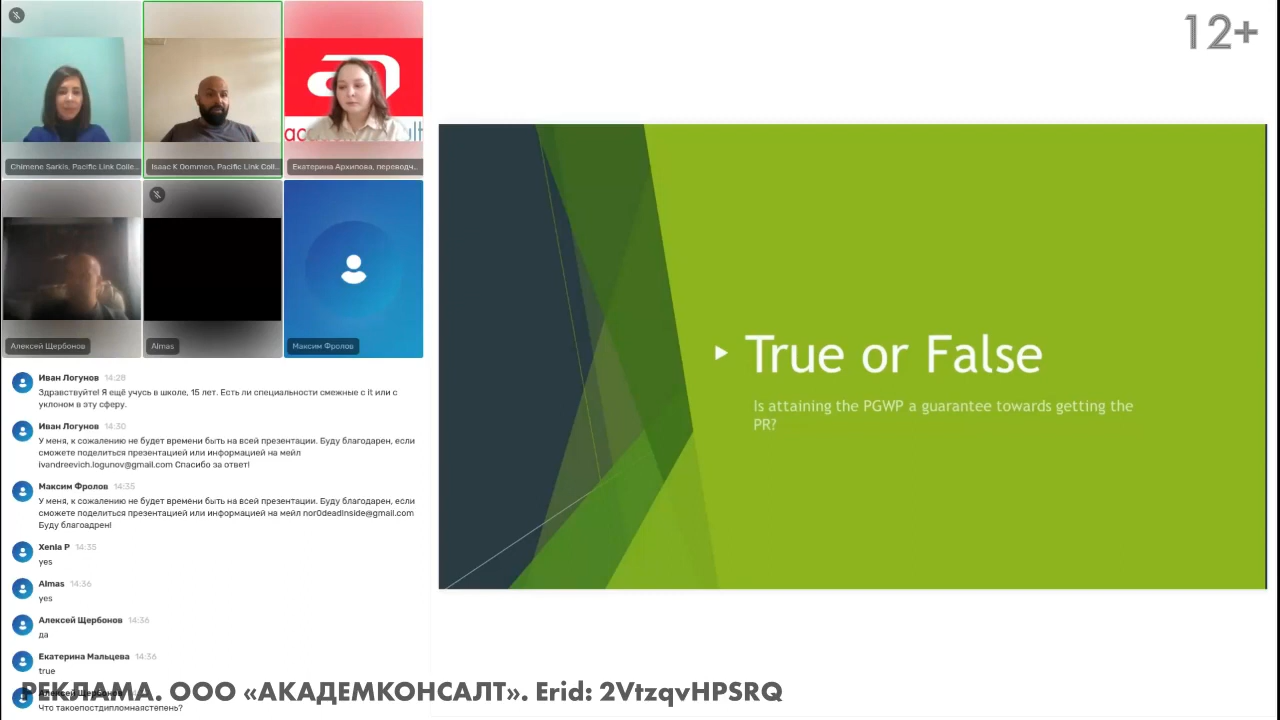 12+
Chimene Sarkis, Pacific Link Colle...
Isaac K Oommen, Pacific Link Coll...
Екатерина Архипова, переводч...
Алексей Щербонов
Almas
Максим Фролов
Иван Логунов 14:28
Здравствуйте! Я ещё учусь в школе, 15 лет. Есть ли специальности смежные с it или с
уклоном в эту сферу.
Иван Логунов 14:30
У меня, к сожалению не будет времени быть на всей презентации. Буду благодарен, если
сможете поделиться презентацией или информацией на мейл
ivandreevich.logunov@gmail.com Спасибо за ответ!
Максим Фролов 14:35
У меня, к сожалению не будет времени быть на всей презентации. Буду благодарен, если
сможете поделиться презентацией или информацией на мейл nor0deadinside@gmail.com
Буду благоадрен!
Xenia P 14:35
yes
Almas 14:36
yes
Алексей Щербонов 14:36
да
Екатерина Мальцева 14:36
true
Алексей Щербонов
Что такоепостдипломнаястепень?
True or False
Is attaining the PGWP a guarantee towards getting the
PR?
РЕКЛАМА. ООО «АКАДЕМКОНСАЛТ». Erid: 2VtzqvHPSRQ